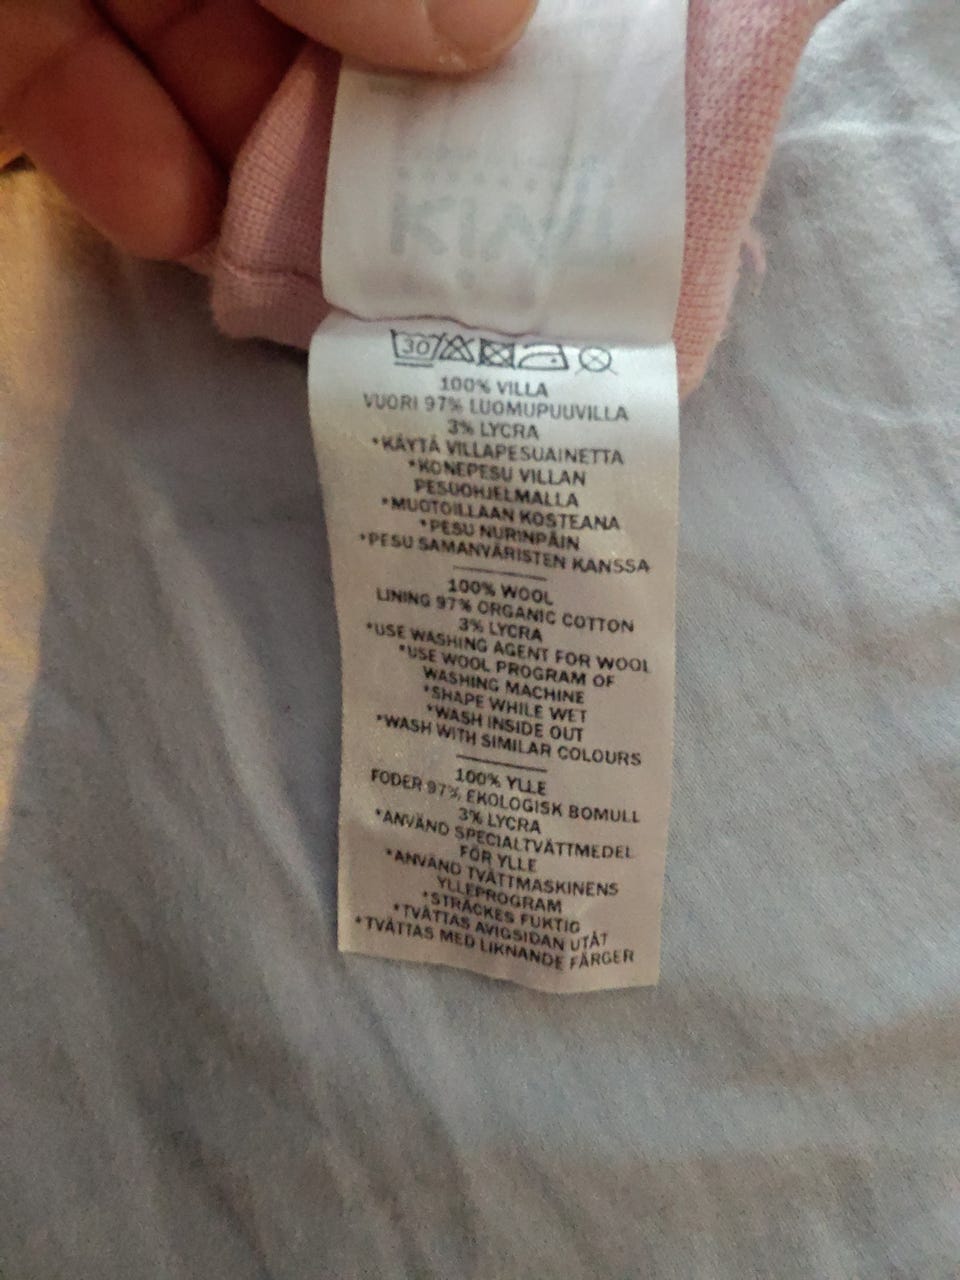 30
100% VILLA
VUORI 97% LUOMUPUUVILLA
3% LYCRA
*KÄYTÄ VILLAPESUAINETTA
*KONEPESU VILLAN
PESUOHJELMALLA
*MUOTOILLAAN KOSTEANA
*PESU NURINPÄIN
*PESU SAMANVÄRISTEN KANSSA
100% WOOL
LINING 97% ORGANIC COTTON
3% LYCRA
*USE WASHING AGENT FOR WOOL
*USE WOOL PROGRAM OF
WASHING MACHINE
*SHAPE WHILE WET
*WASH INSIDE OUT
*WASH WITH SIMILAR COLOURS
100% YLLE
FODER 97% EKOLOGISK BOMULL
3% LYCRA
*ANVÄND SPECIALTVÄTTMEDEL
FÖR YLLE
*ANVÄND TVÄTTMASKINENS
YLLEPROGRAM
*STRÄCKES FUKTIG
*TVÄTTAS AVIGSIDAN UTÅT
*TVÄTTAS MED LIKNANDE FÄRGER